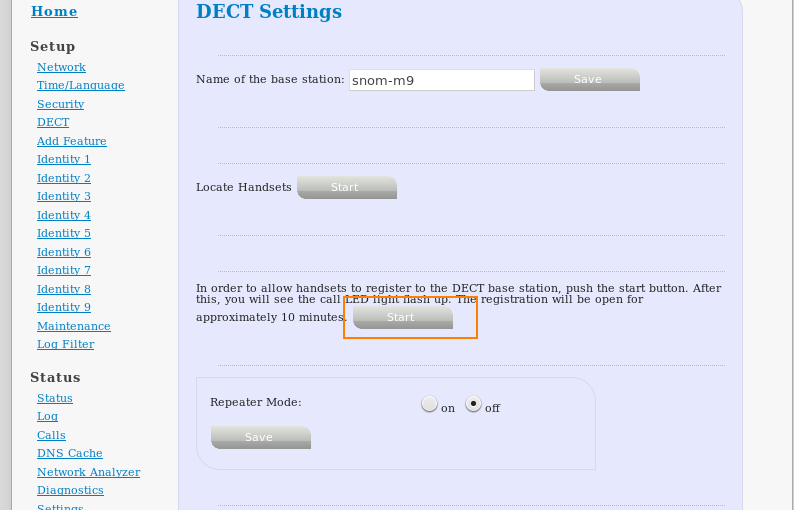 Home
Setup
Network
Time/Language
Security
DECT
Add Feature
Identity 1
Identity 2
Identity 3
Identity 4
Identity 5
Identity 6
Identity 7
Identity 8
Identity 9
Maintenance
Log Filter
Status
Status
Log
Calls
DNS Cache
Network Analyzer
Diagnostics
Settings
DECT Settings
Name of the base station: snom-m9 Save
Locate Handsets Start
In order to allow handsets to register to the DECT base station, push the start button. After
this, you will see the call LED light flash up. The registration will be open for
approximately 10 minutes. Start
Repeater Mode: on off
Save